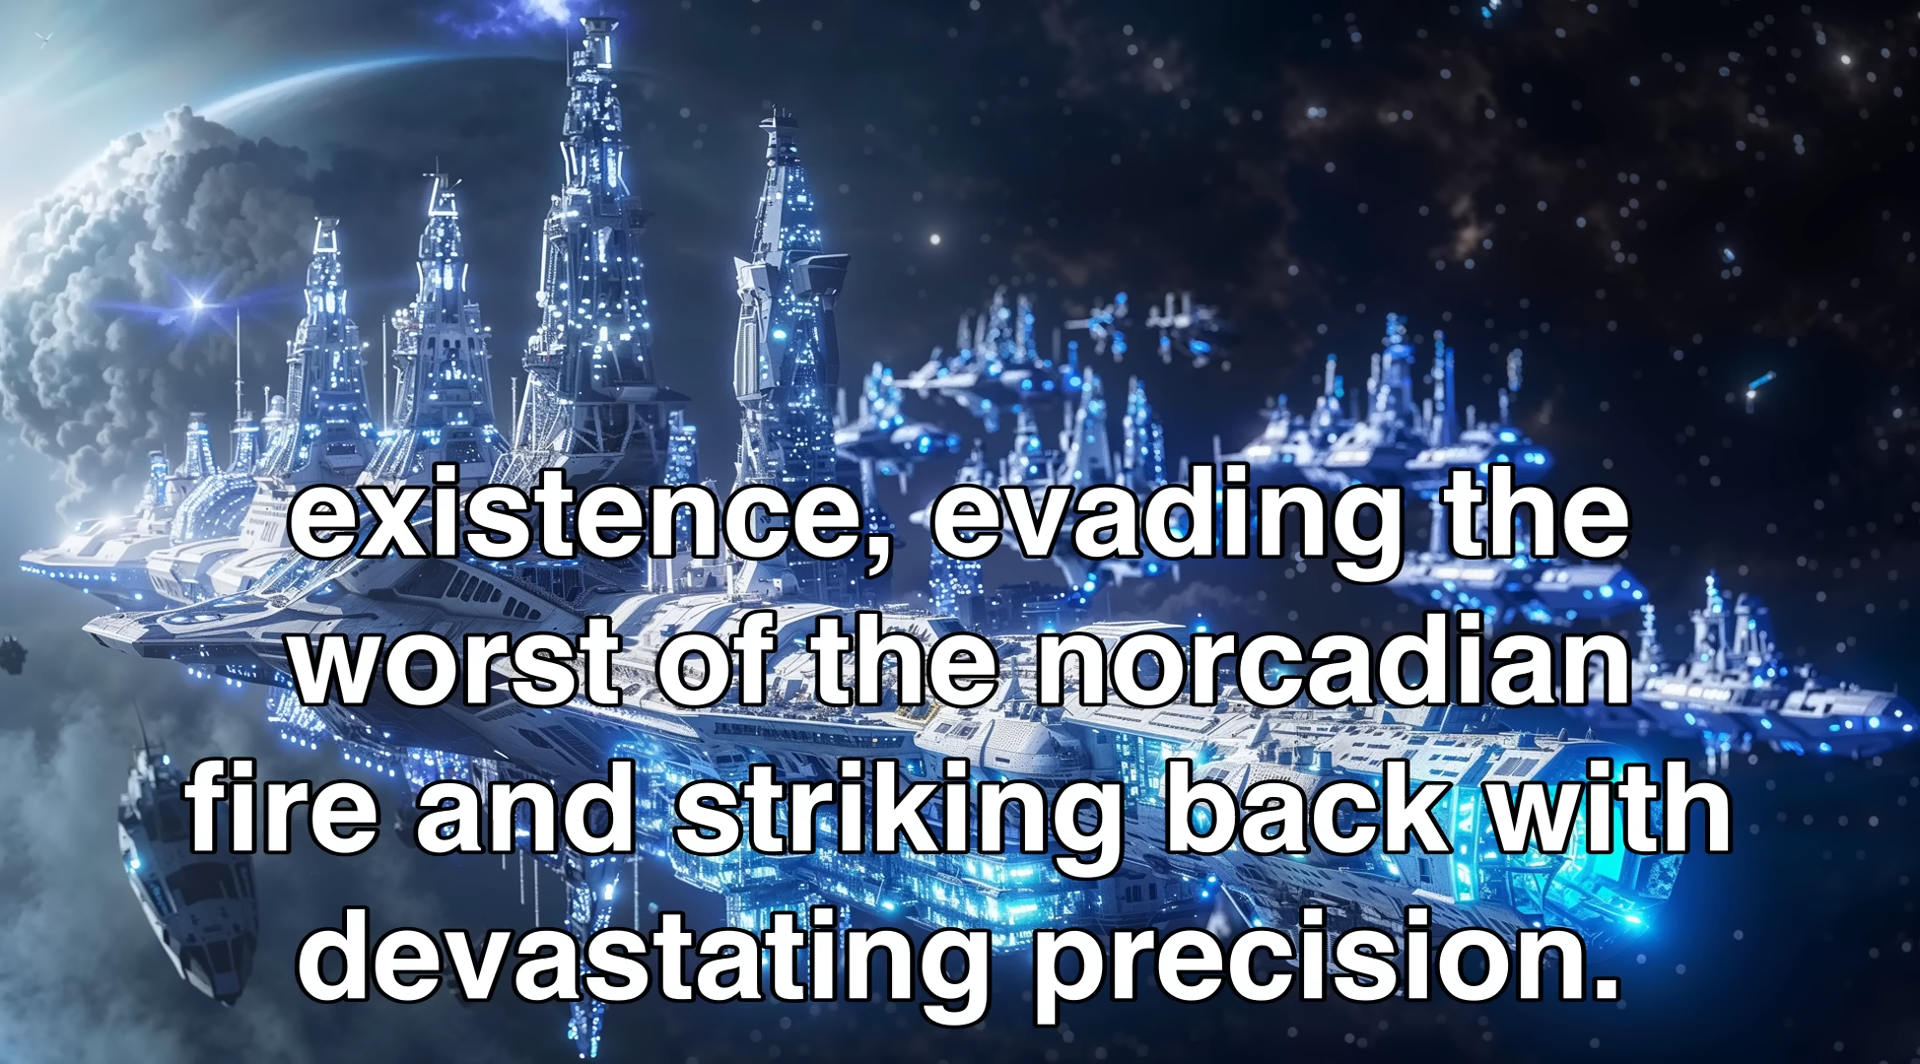 existence, evading the
worst of the norcadian
fire and striking back with
devastating precision.